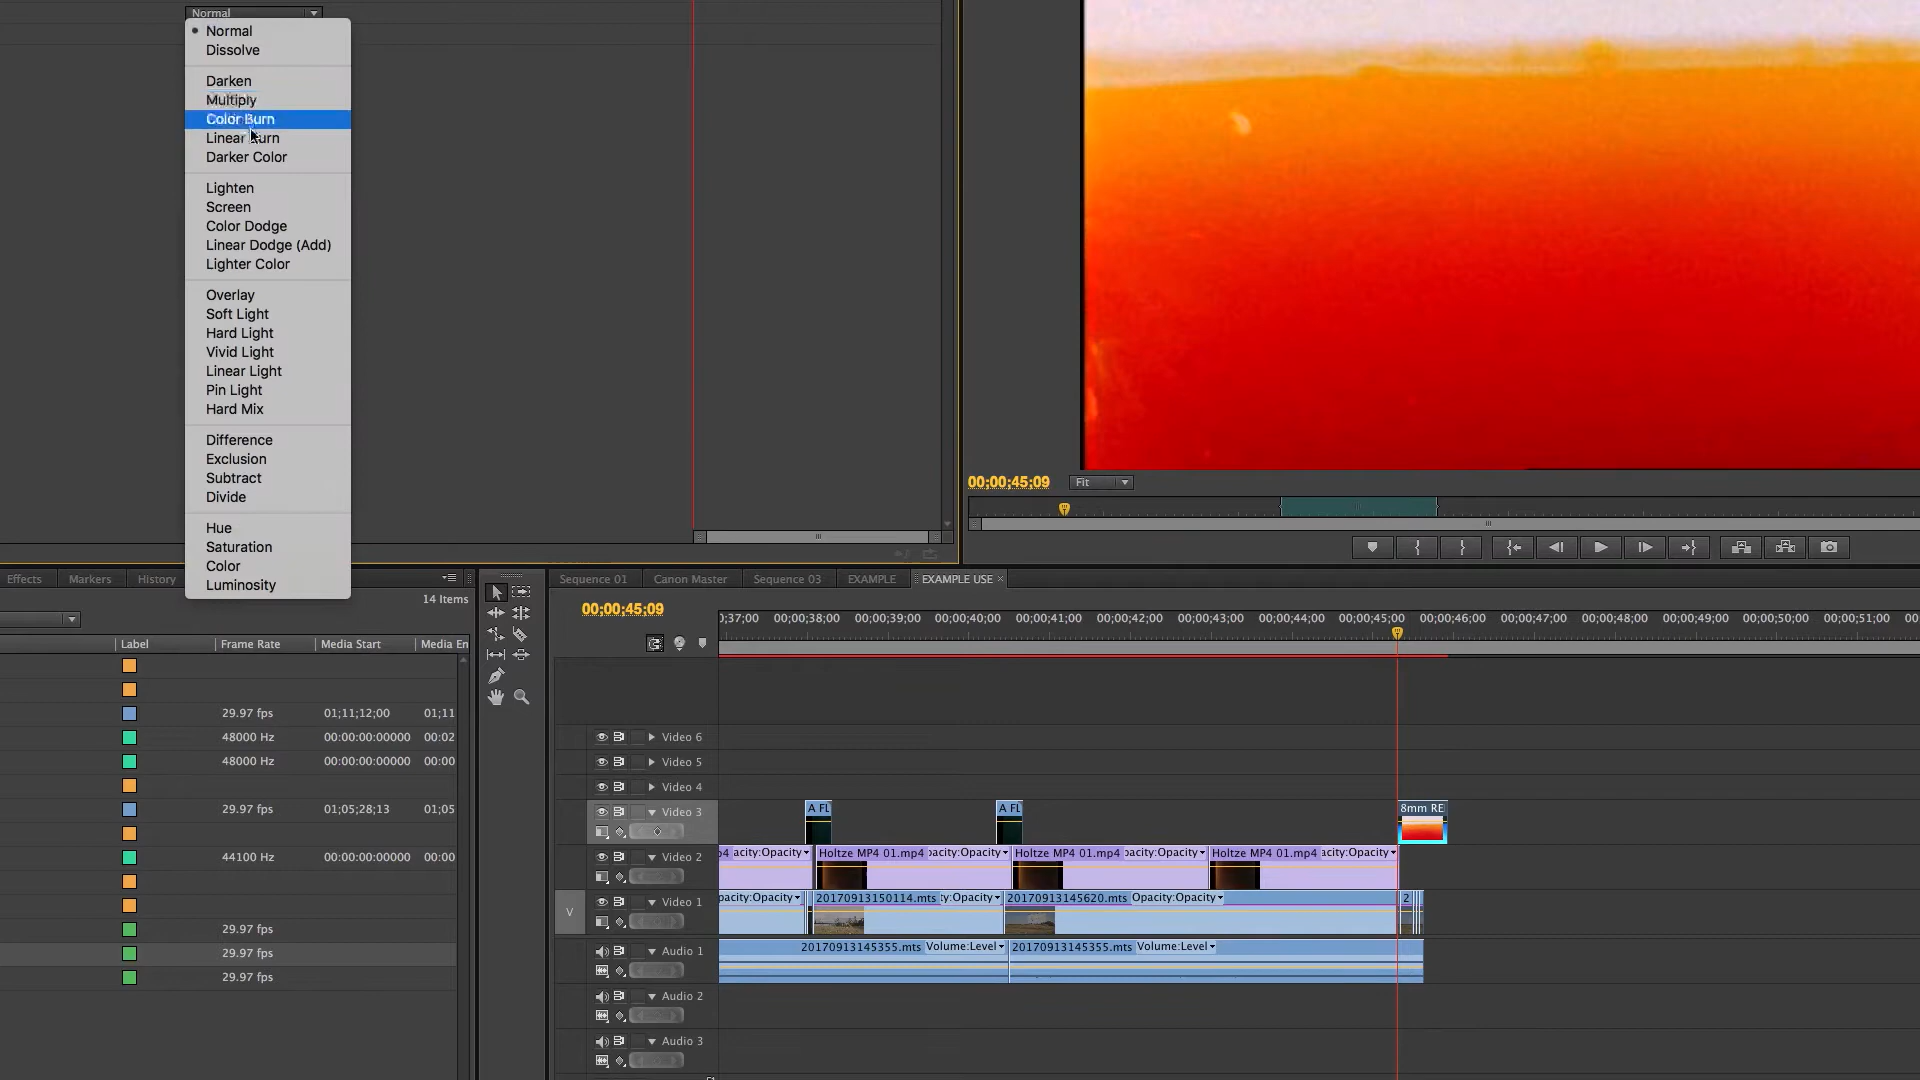 Normal
Normal
Dissolve
Darken
Multiply
Color Burn
Linear Burn
Darker Color
Lighten
Screen
Color Dodge
Linear Dodge (Add)
Lighter Color
Overlay
Soft Light
Hard Light
Vivid Light
Linear Light
Pin Light
Hard Mix
Difference
Exclusion
Subtract
Divide
Hue
Saturation
Color
Luminosity
00;00;45;09
Fit
Effects
Markers
History
14 Items
Label
Frame Rate
Media Start
Media En
29.97 fps
01;11;12;00
01;11
48000 Hz
00:00:00:00000
00:02
48000 Hz
00:00:00:00000
00:00
29.97 fps
01;05;28;13
01;05
44100 Hz
00:00:00:00000
00:00
29.97 fps
29.97 fps
29.97 fps
Sequence 01
Canon Master
Sequence 03
EXAMPLE
EXAMPLE USE
00;00;45;09
0;37;00
00;00;38;00
00;00;39;00
00;00;40;00
00;00;41;00
00;00;42;00
00;00;43;00
00;00;44;00
00;00;45;00
00;00;46;00
00;00;47;00
00;00;48;00
00;00;49;00
00;00;50;00
00;00;51;00
00
Video 6
Video 5
Video 4
Video 3
A FL
A FL
8mm RE
Video 2
p4 acity:Opacity
Holtze MP4 01.mp4 pacity:Opacity
Holtze MP4 01.mp4 pacity:Opacity
Holtze MP4 01.mp4 acity:Opacity
V
Video 1
pacity:Opacity
20170913150114.mts ty:Opacity
20170913145620.mts Opacity:Opacity
2
Audio 1
20170913145355.mts Volume:Level
20170913145355.mts Volume:Level
Audio 2
Audio 3